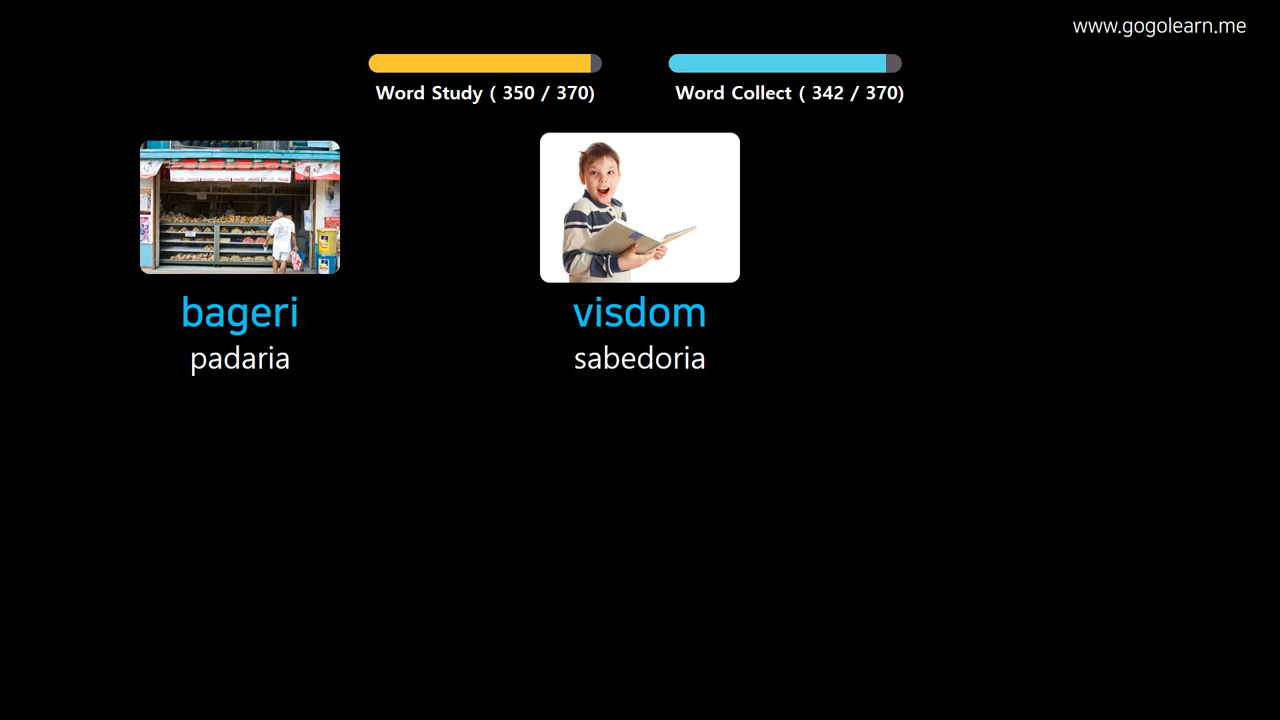 www.gogolearn.me
Word Study ( 350 / 370)
Word Collect ( 342 / 370)
bageri
padaria
visdom
sabedoria